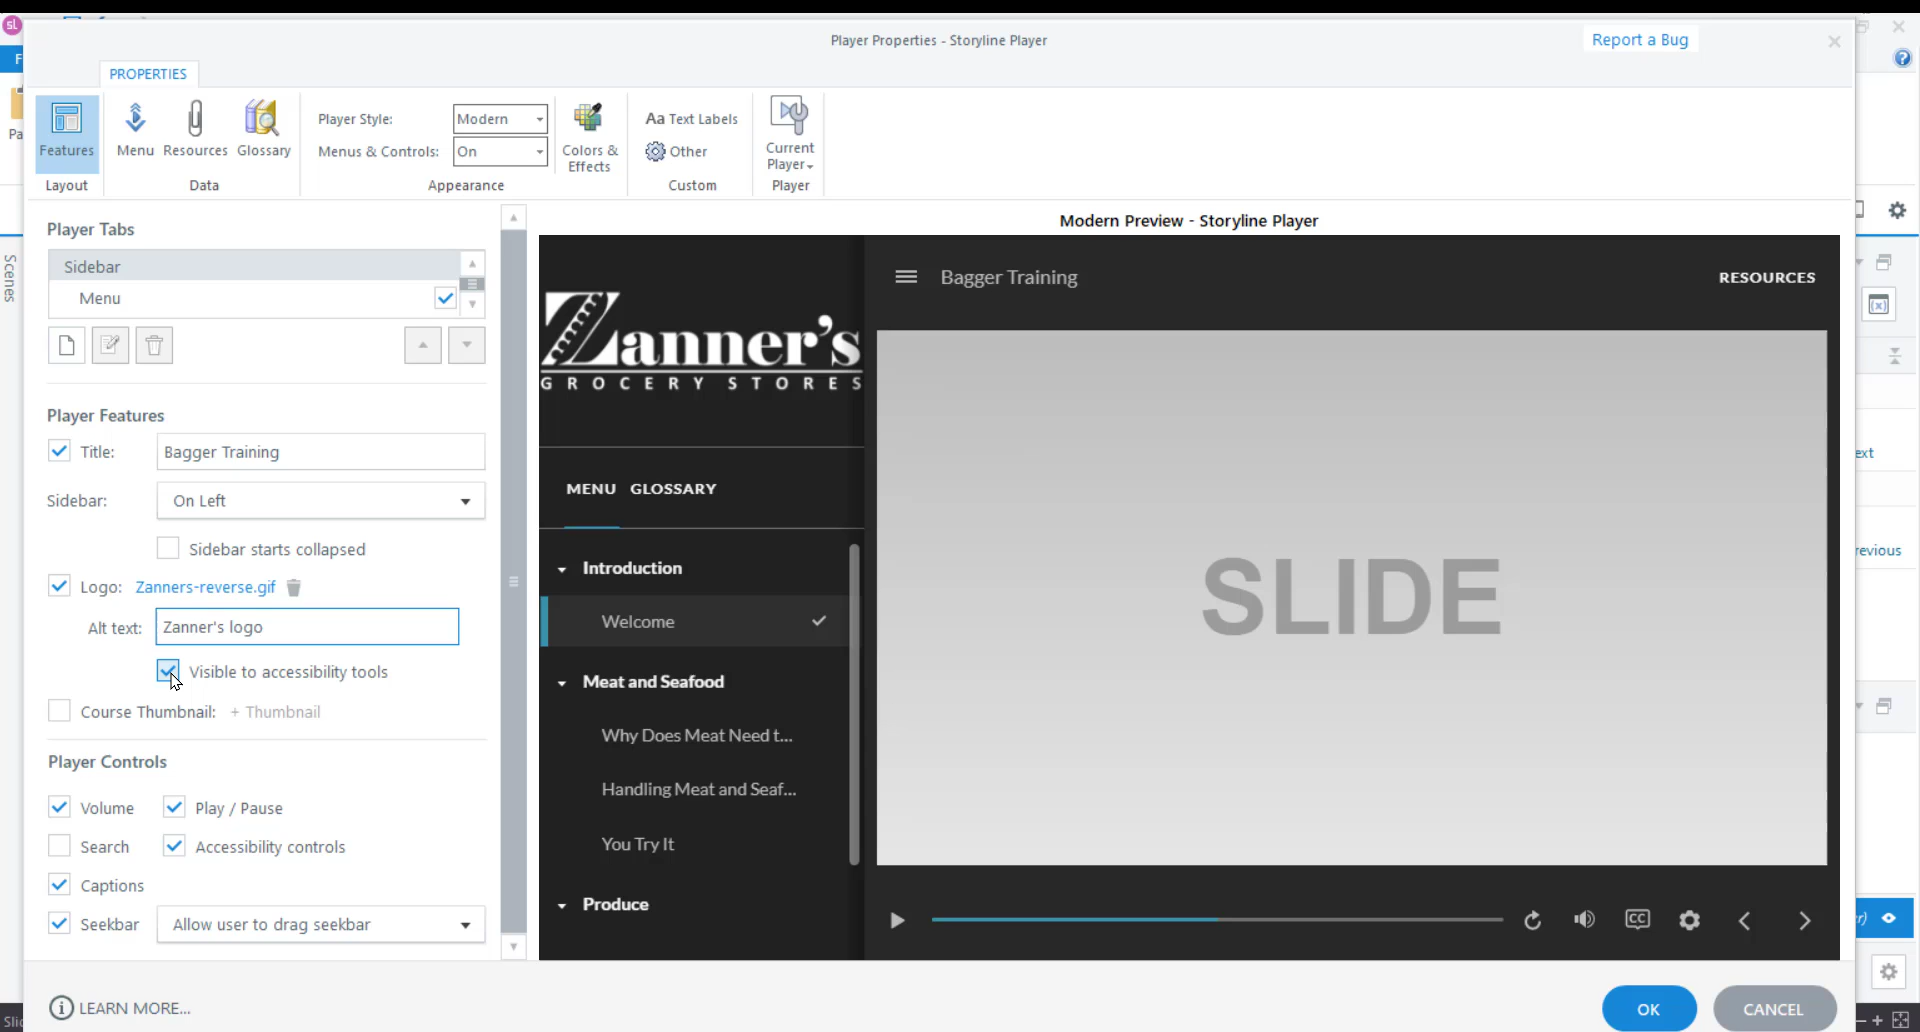 sL
Player Properties - Storyline Player
Report a Bug
F
PROPERTIES
Pa
Features
Menu
Resources
Glossary
Player Style:
Modern
Menus & Controls:
On
Colors &
Effects
Aa Text Labels
Other
Current
Player
Layout
Data
Appearance
Custom
Player
Scenes
Player Tabs
Sidebar
Menu
Player Features
Title:
Bagger Training
Sidebar:
On Left
Sidebar starts collapsed
Logo:
Zanners-reverse.gif
Alt text:
Zanner's logo
Visible to accessibility tools
Course Thumbnail:
+ Thumbnail
Player Controls
Volume
Play / Pause
Search
Accessibility controls
Captions
Seekbar
Allow user to drag seekbar
Modern Preview - Storyline Player
Zanner's
GROCERY STORES
Bagger Training
RESOURCES
MENU
GLOSSARY
Introduction
Welcome
Meat and Seafood
Why Does Meat Need t...
Handling Meat and Seaf...
You Try It
Produce
SLIDE
CC
(x)
ext
revious
r)
LEARN MORE...
OK
CANCEL
Slic